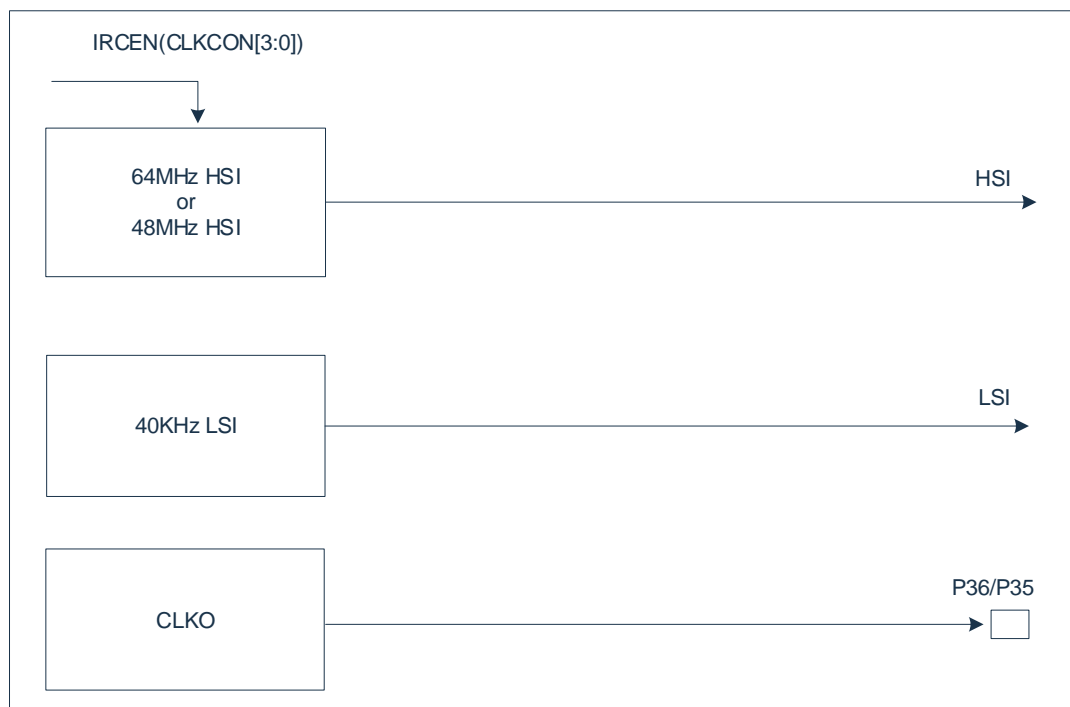 IRCEN(CLKCON[3:0])
64MHz HSI
or
48MHz HSI
HSI
40KHz LSI
LSI
CLKO
P36/P35